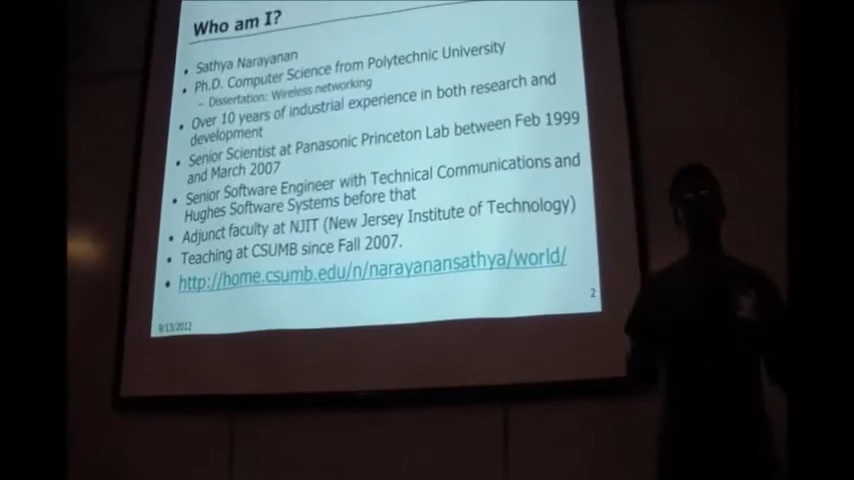 Who am I?
• Sathya Narayanan
• Ph.D. Computer Science from Polytechnic University
– Dissertation: Wireless networking
• Over 10 years of industrial experience in both research and
development
• Senior Scientist at Panasonic Princeton Lab between Feb 1999
and March 2007
• Senior Software Engineer with Technical Communications and
Hughes Software Systems before that
• Adjunct faculty at NJIT (New Jersey Institute of Technology)
• Teaching at CSUMB since Fall 2007.
• http://home.csumb.edu/n/narayanansathya/world/
9/13/2012
2